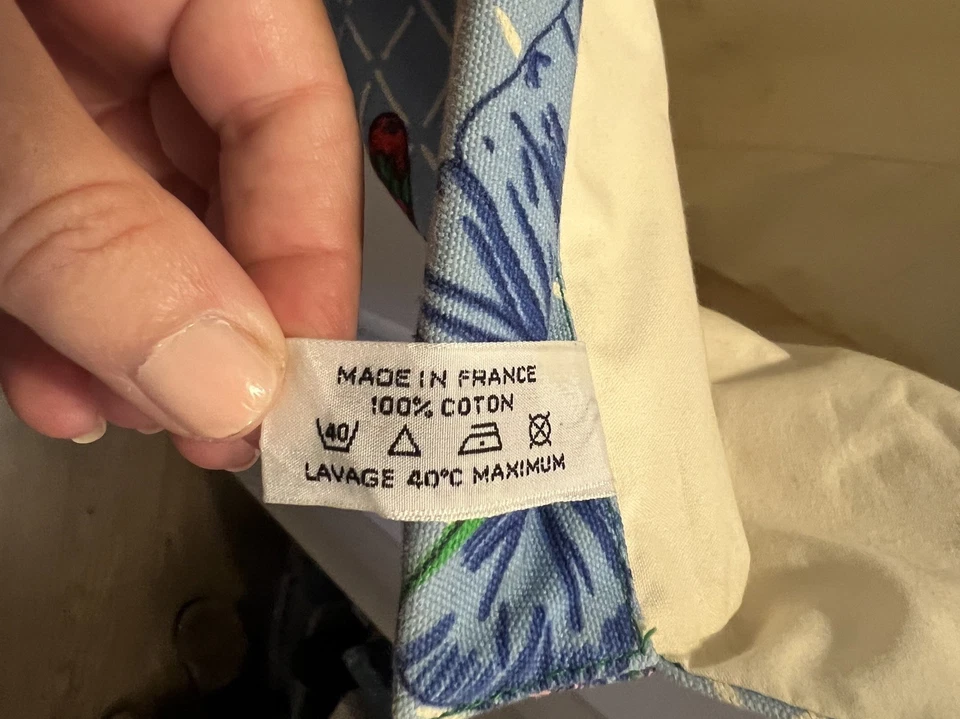 MADE IN FRANCE
100% COTON
40
LAVAGE 40°C MAXIMUM